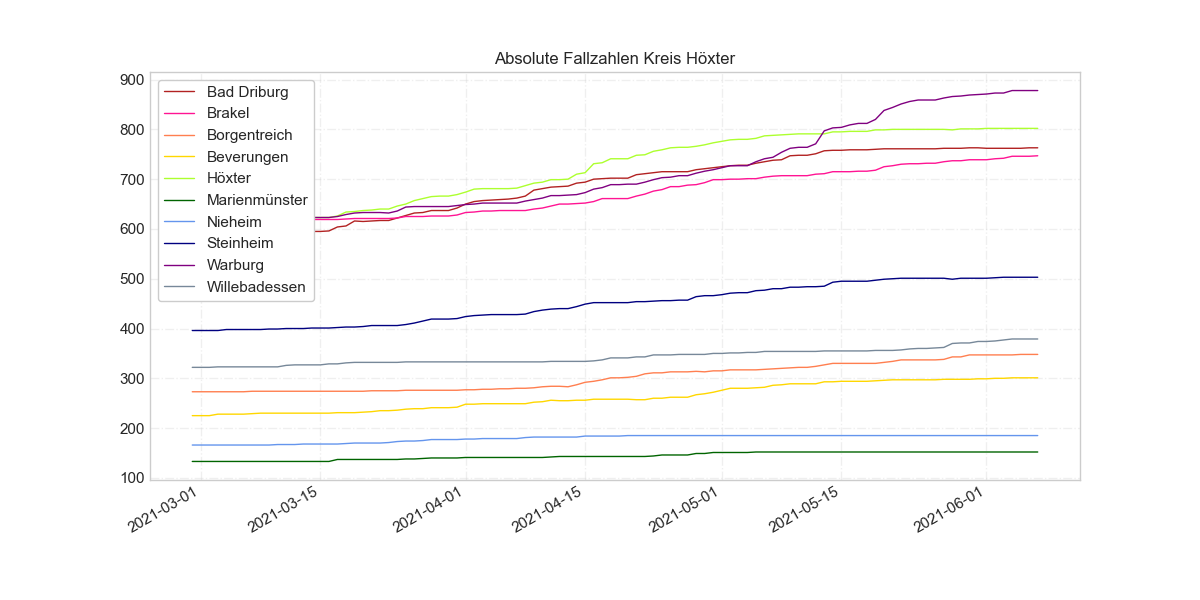 Absolute Fallzahlen Kreis Höxter
900
800
700
600
500
400
300
200
100
Bad Driburg
Brakel
Borgentreich
Beverungen
Höxter
Marienmünster
Nieheim
Steinheim
Warburg
Willebadessen
2021-03-01
2021-03-15
2021-04-01
2021-04-15
2021-05-01
2021-05-15
2021-06-01